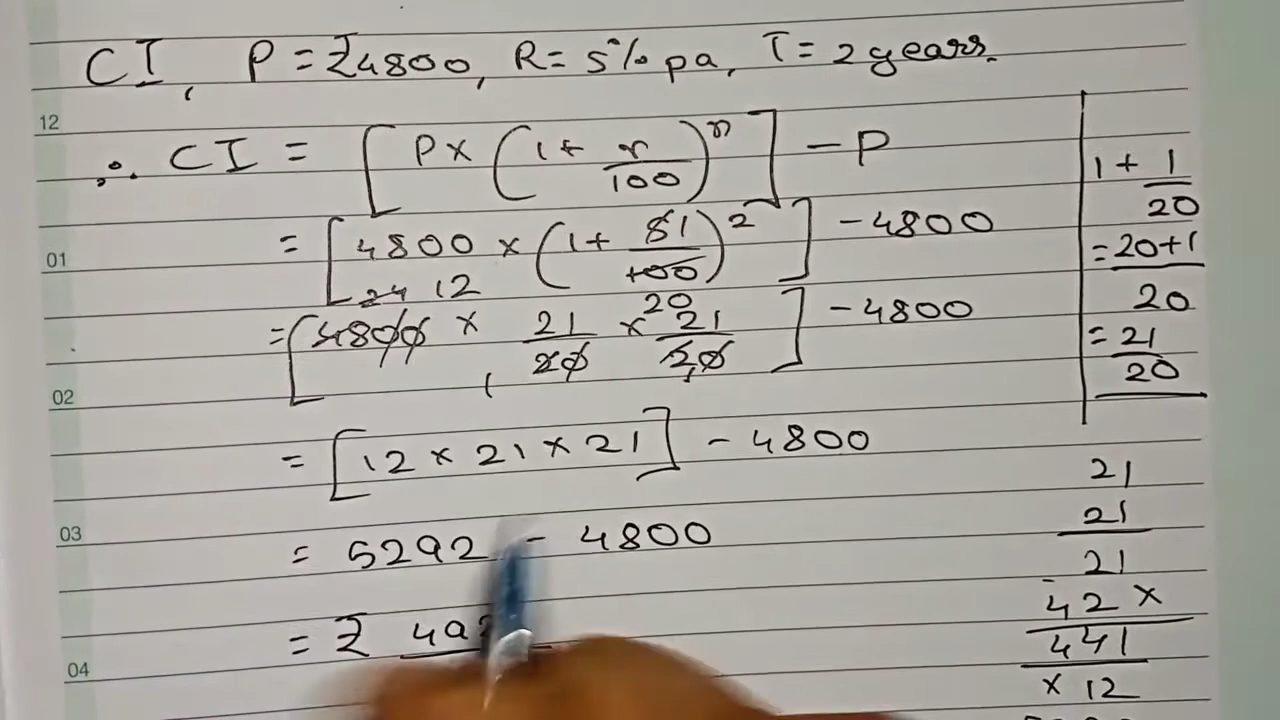 CI, P = ₹4800, R = 5% pa, T = 2 years.
12
∴ CI = [P × (1 + r/100)^n] - P
01
= [4800 × (1 + 51/100)^2] - 4800
24 12
20
= [4800 × 21/20 × 21/20] - 4800
02
= [12 × 21 × 21] - 4800
03
= 5292 - 4800
= ₹ 49
04
1 + 1/20
= 20+1
20
= 21
20
21
21
21
42 ×
441
× 12